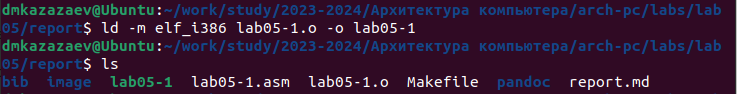 dmkazazaev@Ubuntu:~/work/study/2023-2024/Архитектура компьютера/arch-pc/labs/lab
05/report$ ld -m elf_i386 lab05-1.o -o lab05-1
dmkazazaev@Ubuntu:~/work/study/2023-2024/Архитектура компьютера/arch-pc/labs/lab
05/report$ ls
bib  image  lab05-1  lab05-1.asm  lab05-1.o  Makefile  pandoc  report.md